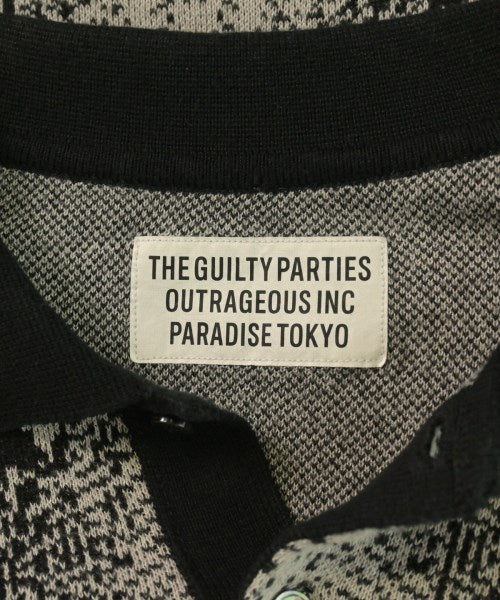 THE GUILTY PARTIES
OUTRAGEOUS INC
PARADISE TOKYO